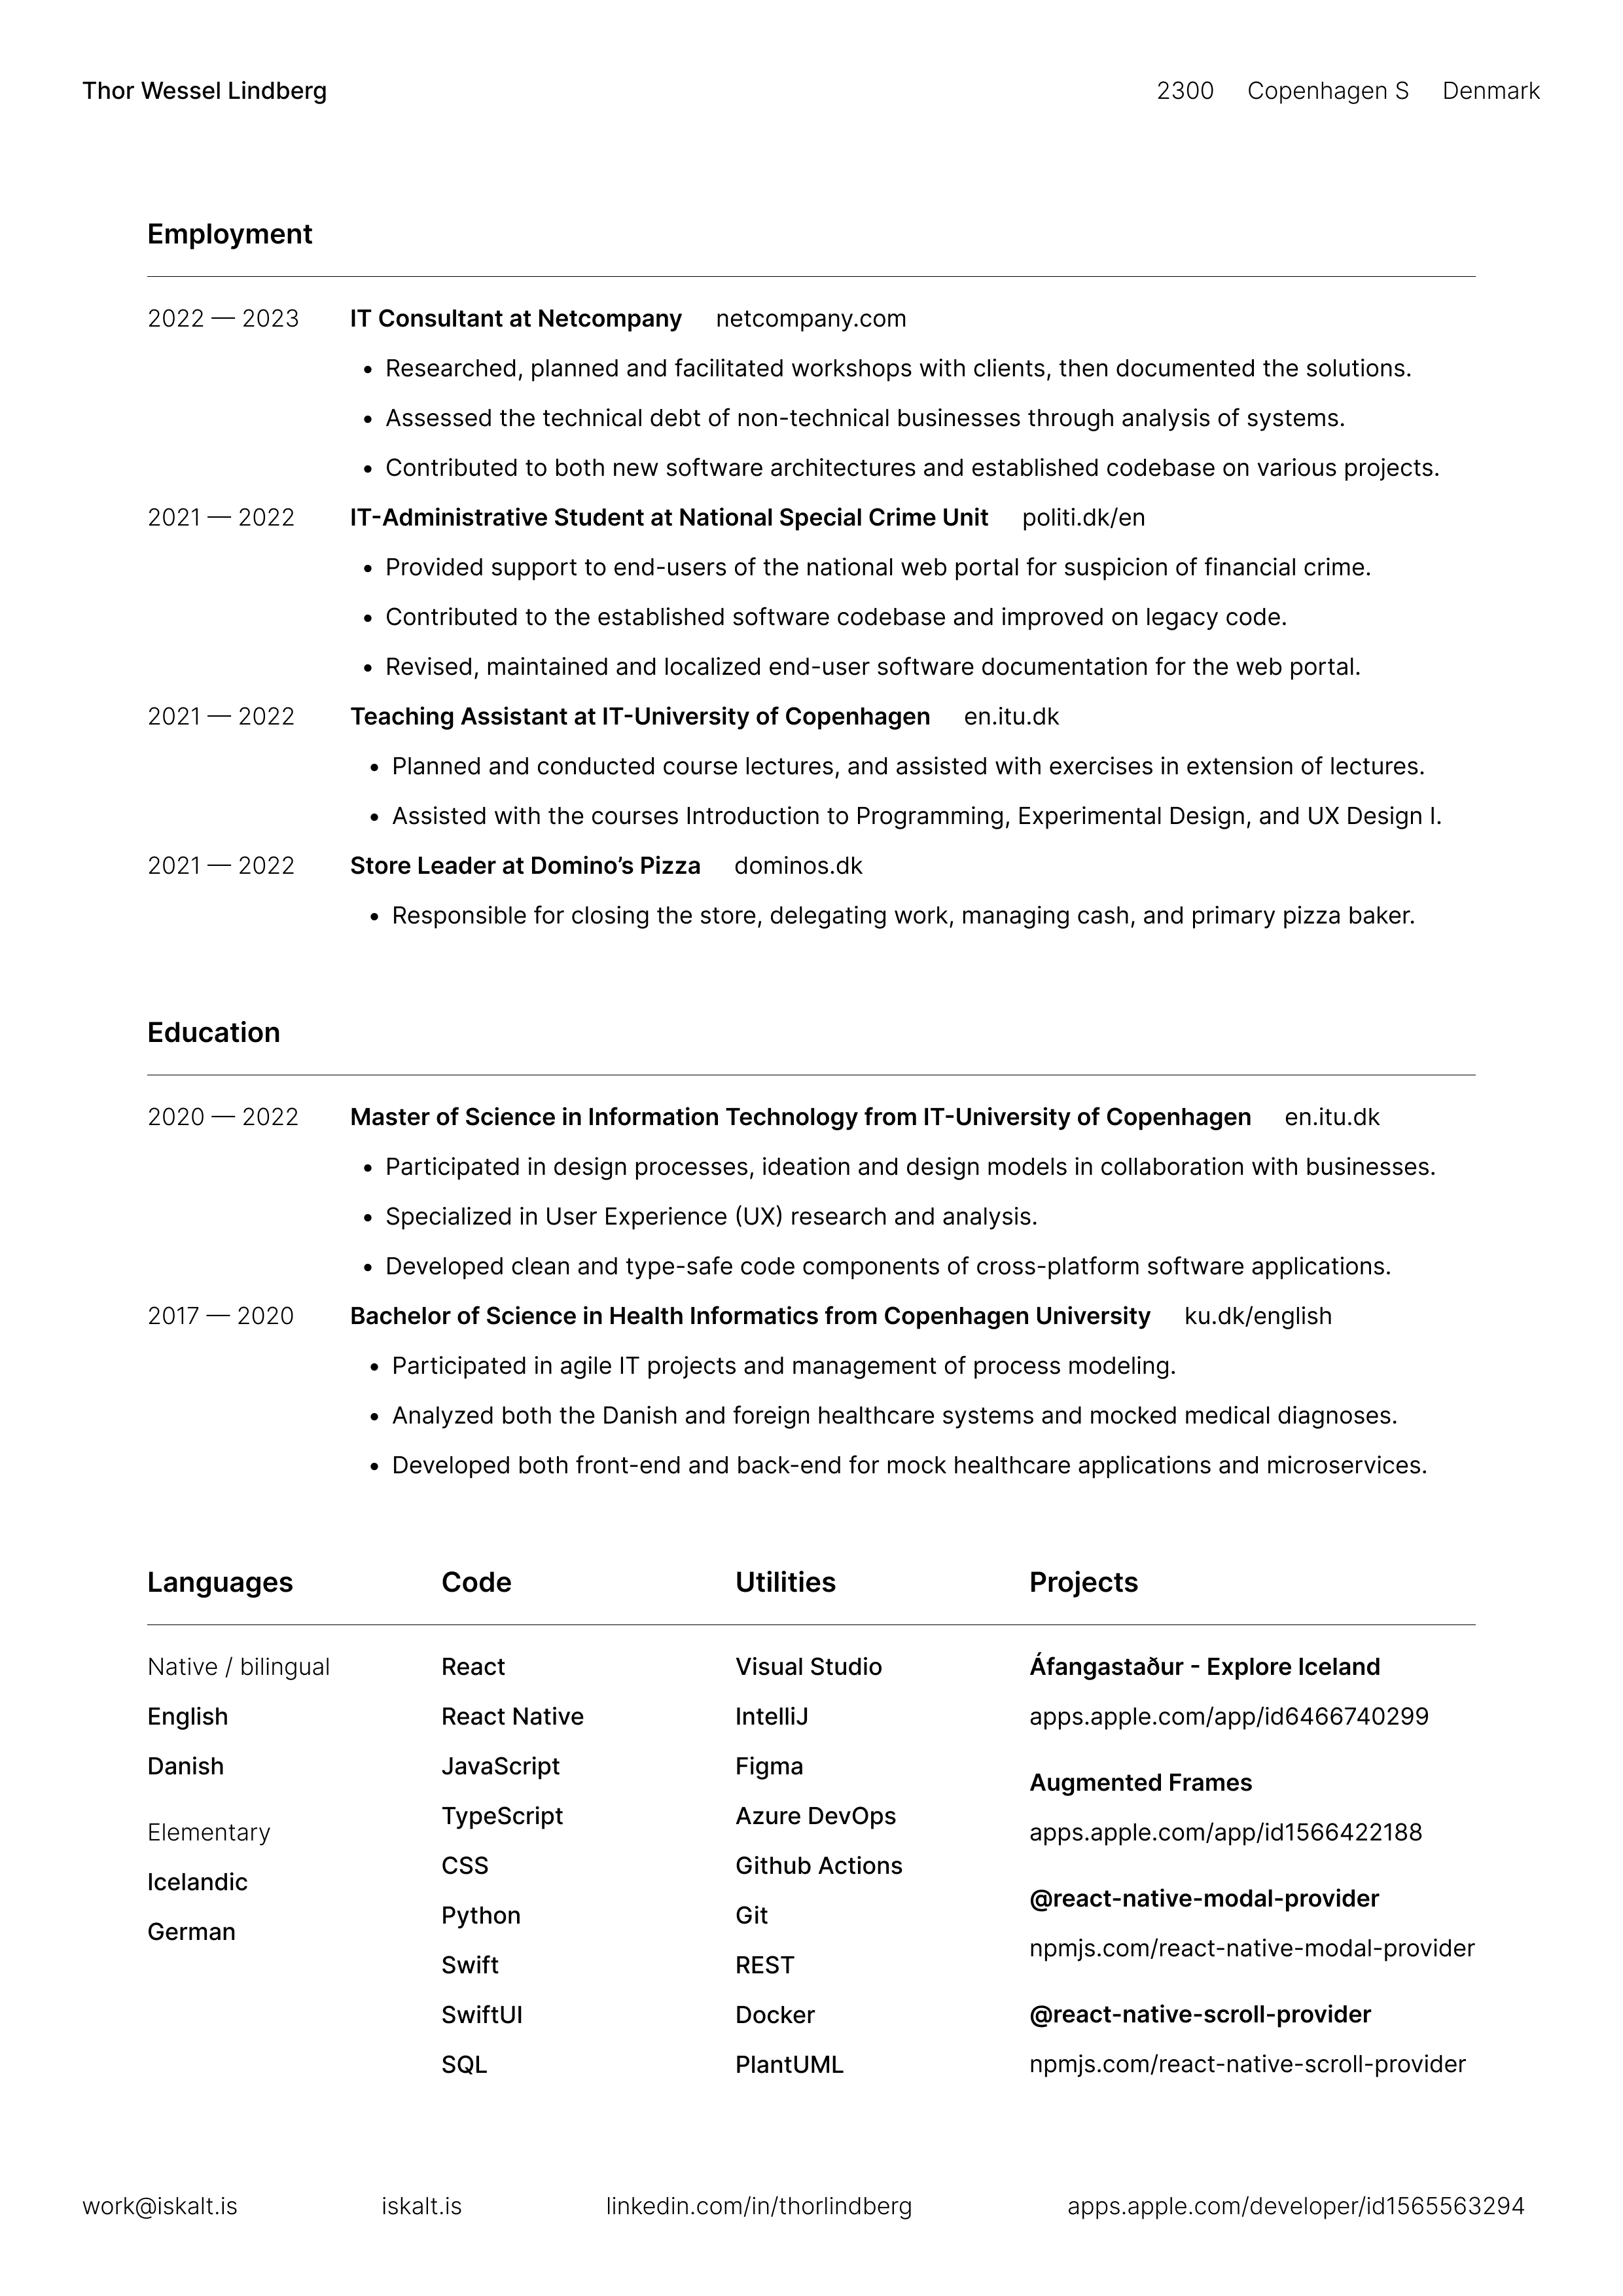 Thor Wessel Lindberg 2300 Copenhagen S Denmark
Employment
2022 — 2023 IT Consultant at Netcompany netcompany.com
• Researched, planned and facilitated workshops with clients, then documented the solutions.
• Assessed the technical debt of non-technical businesses through analysis of systems.
• Contributed to both new software architectures and established codebase on various projects.
2021 — 2022 IT-Administrative Student at National Special Crime Unit politi.dk/en
• Provided support to end-users of the national web portal for suspicion of financial crime.
• Contributed to the established software codebase and improved on legacy code.
• Revised, maintained and localized end-user software documentation for the web portal.
2021 — 2022 Teaching Assistant at IT-University of Copenhagen en.itu.dk
• Planned and conducted course lectures, and assisted with exercises in extension of lectures.
• Assisted with the courses Introduction to Programming, Experimental Design, and UX Design I.
2021 — 2022 Store Leader at Domino’s Pizza dominos.dk
• Responsible for closing the store, delegating work, managing cash, and primary pizza baker.
Education
2020 — 2022 Master of Science in Information Technology from IT-University of Copenhagen en.itu.dk
• Participated in design processes, ideation and design models in collaboration with businesses.
• Specialized in User Experience (UX) research and analysis.
• Developed clean and type-safe code components of cross-platform software applications.
2017 — 2020 Bachelor of Science in Health Informatics from Copenhagen University ku.dk/english
• Participated in agile IT projects and management of process modeling.
• Analyzed both the Danish and foreign healthcare systems and mocked medical diagnoses.
• Developed both front-end and back-end for mock healthcare applications and microservices.
Languages
Native / bilingual
English
Danish
Elementary
Icelandic
German
Code
React
React Native
JavaScript
TypeScript
CSS
Python
Swift
SwiftUI
SQL
Utilities
Visual Studio
IntelliJ
Figma
Azure DevOps
Github Actions
Git
REST
Docker
PlantUML
Projects
Áfangastaður - Explore Iceland
apps.apple.com/app/id6466740299
Augmented Frames
apps.apple.com/app/id1566422188
@react-native-modal-provider
npmjs.com/react-native-modal-provider
@react-native-scroll-provider
npmjs.com/react-native-scroll-provider
work@iskalt.is iskalt.is linkedin.com/in/thorlindberg apps.apple.com/developer/id1565563294